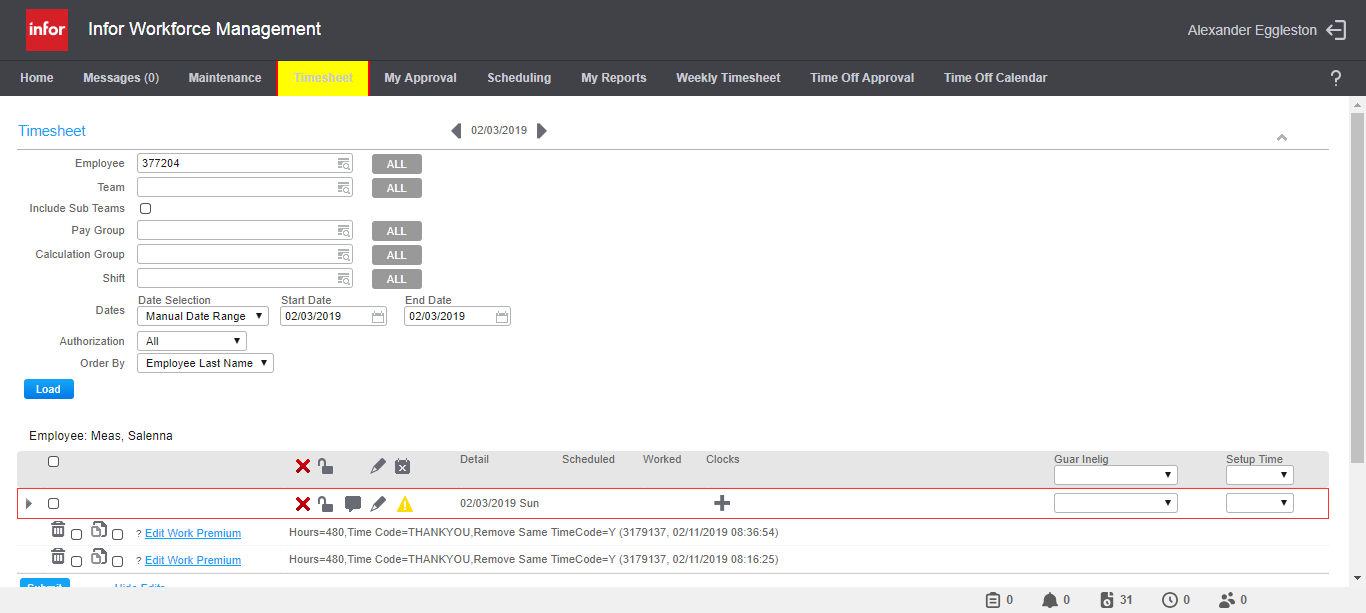 infor Infor Workforce Management Alexander Eggleston
Home Messages (0) Maintenance Timesheet My Approval Scheduling My Reports Weekly Timesheet Time Off Approval Time Off Calendar ?
Timesheet 02/03/2019
Employee 377204 ALL
Team ALL
Include Sub Teams
Pay Group ALL
Calculation Group ALL
Shift ALL
Date Selection Start Date End Date
Dates Manual Date Range 02/03/2019 02/03/2019
Authorization All
Order By Employee Last Name
Load
Employee: Meas, Salenna
Detail Scheduled Worked Clocks Guar Inelig Setup Time
02/03/2019 Sun
? Edit Work Premium Hours=480,Time Code=THANKYOU,Remove Same TimeCode=Y (3179137, 02/11/2019 08:36:54)
? Edit Work Premium Hours=480,Time Code=THANKYOU,Remove Same TimeCode=Y (3179137, 02/11/2019 08:16:25)
Submit Hide Edits
0 0 31 0 0